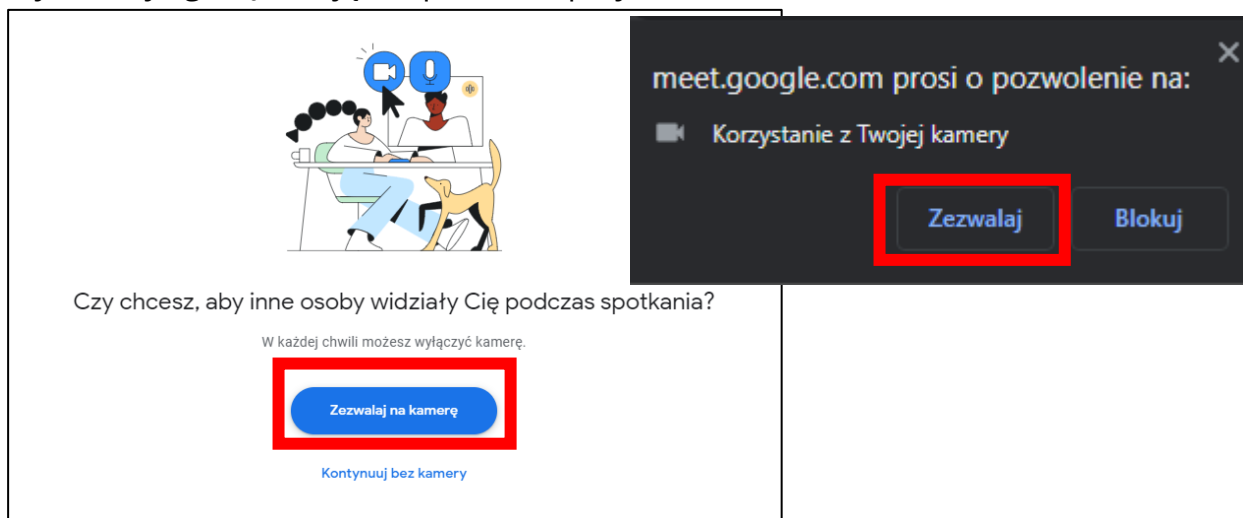 meet.google.com prosi o pozwolenie na:
Korzystanie z Twojej kamery
Zezwalaj
Blokuj
Czy chcesz, aby inne osoby widziały Cię podczas spotkania?
W każdej chwili możesz wyłączyć kamerę.
Zezwalaj na kamerę
Kontynuuj bez kamery